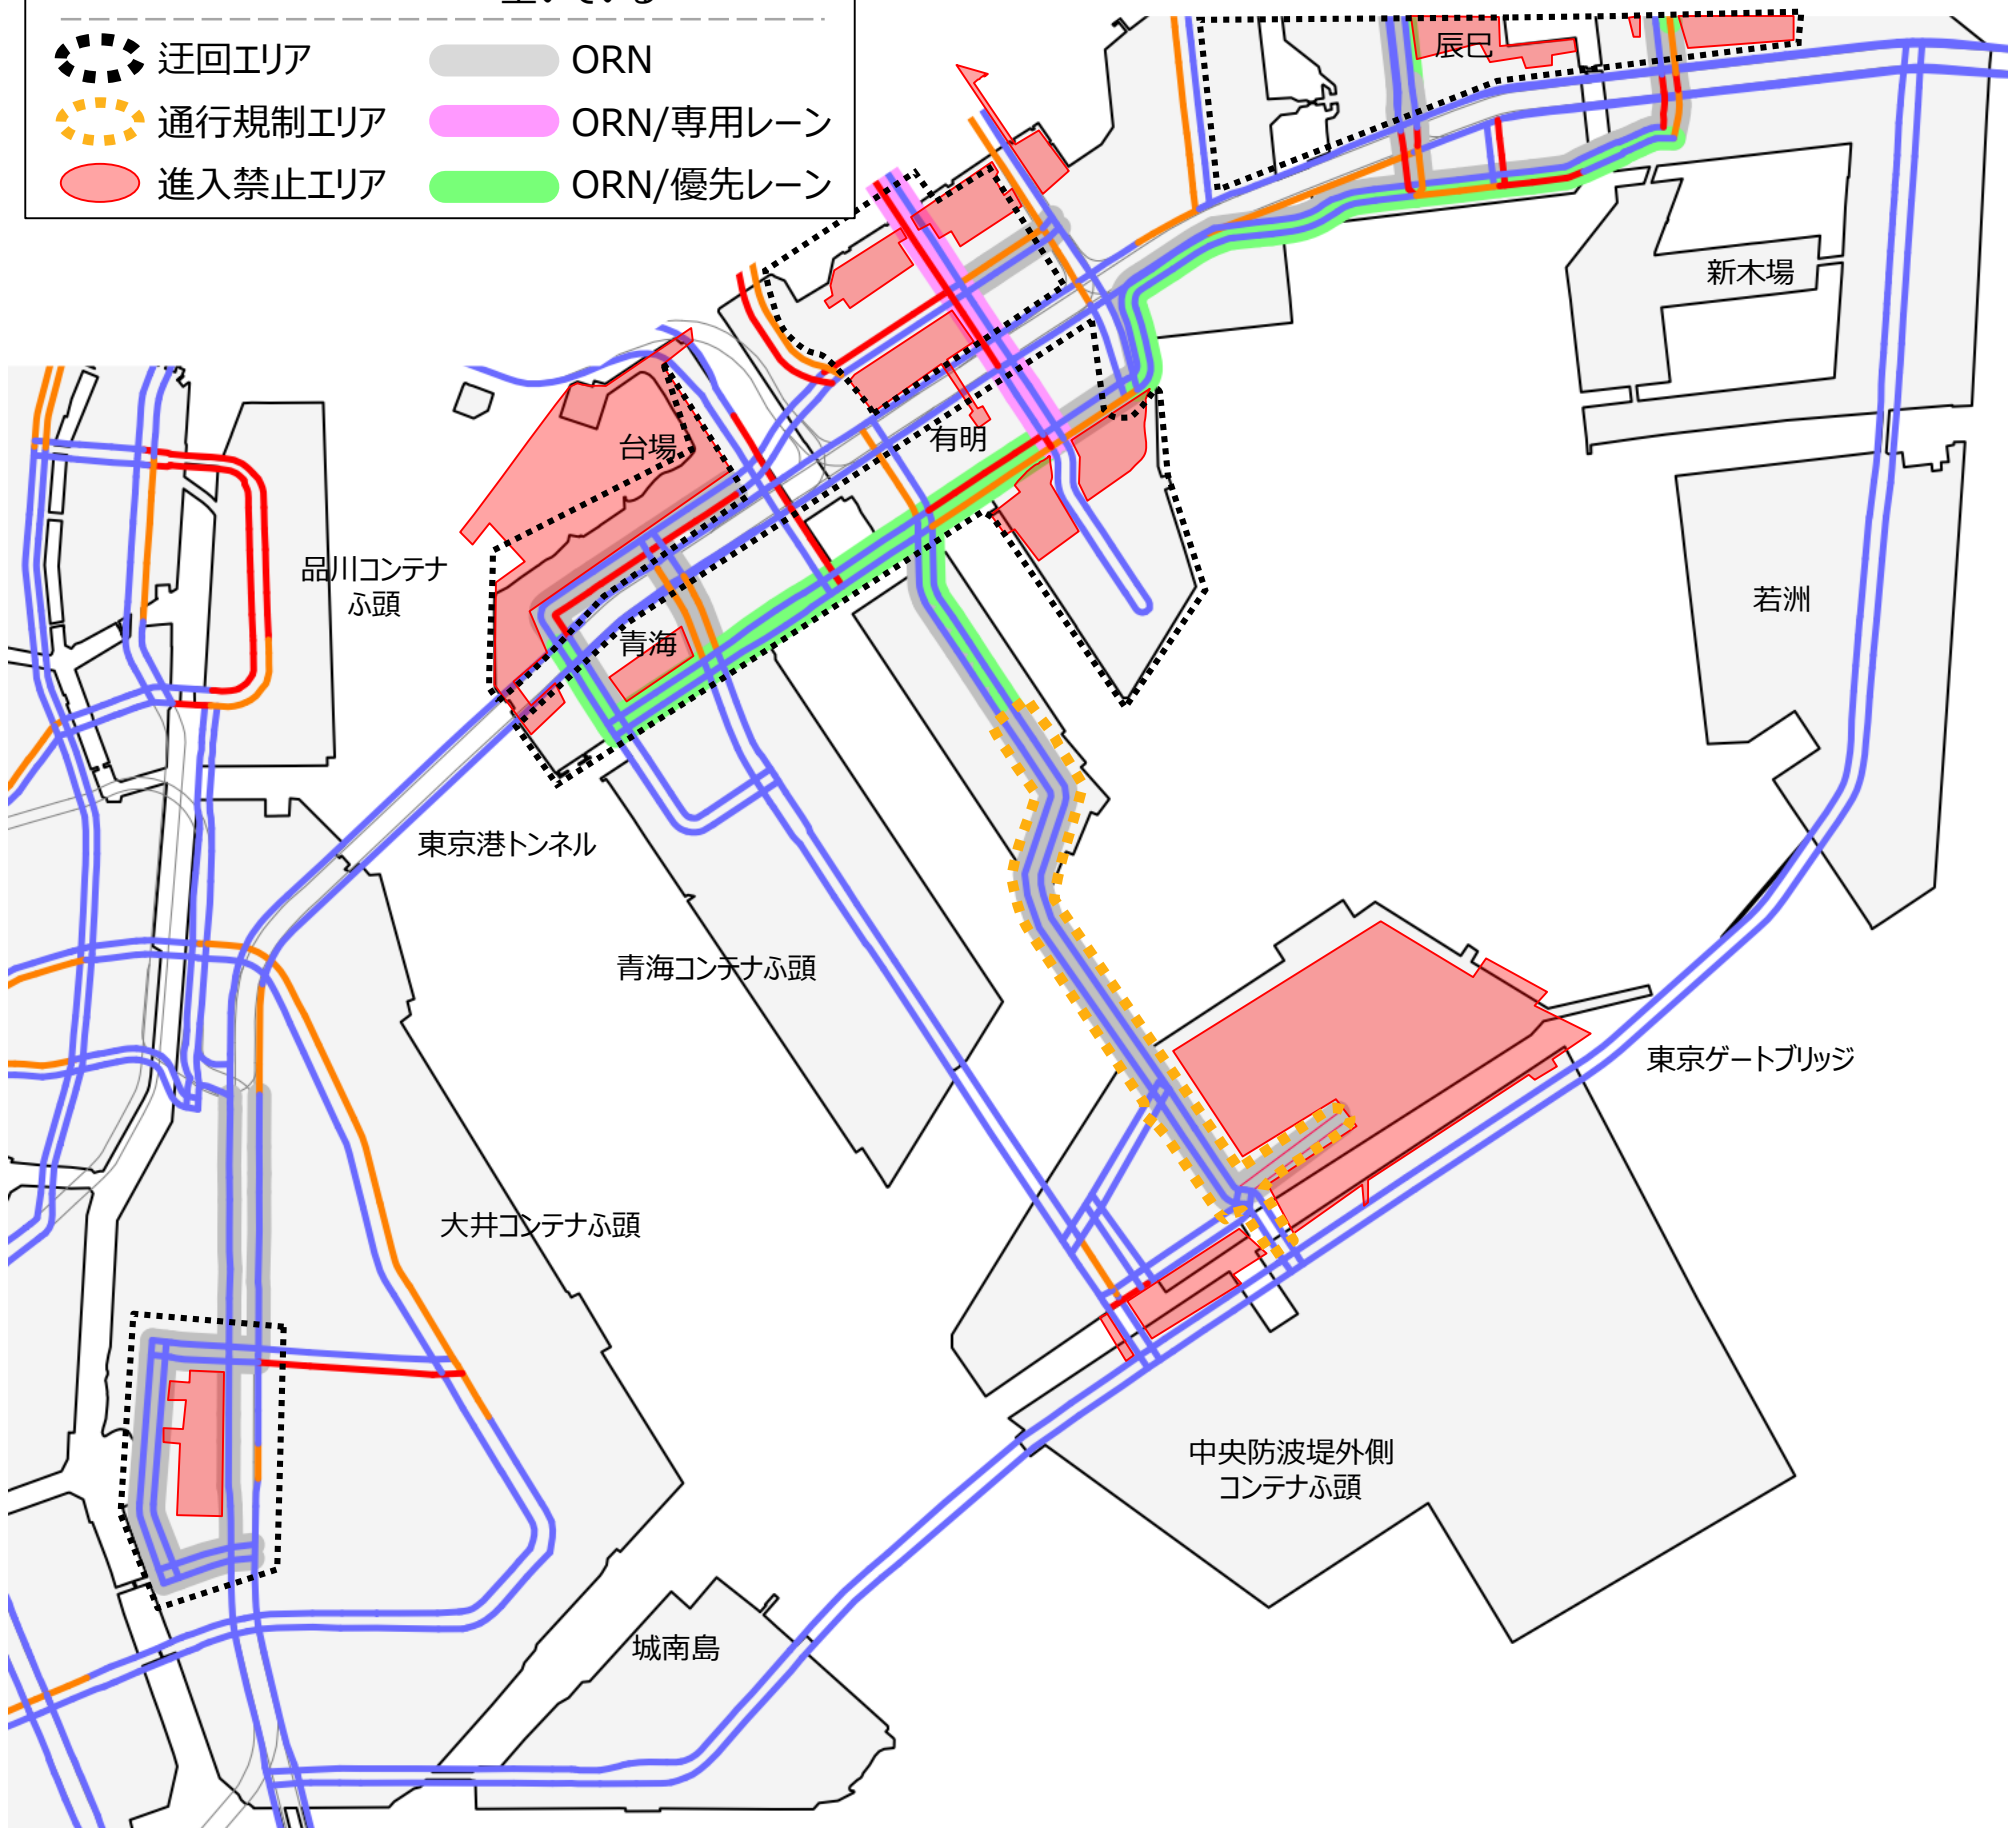 空いている
迂回エリア
ORN
通行規制エリア
ORN/専用レーン
進入禁止エリア
ORN/優先レーン
辰巳
新木場
有明
台場
品川コンテナ
ふ頭
青海
若洲
東京港トンネル
青海コンテナふ頭
東京ゲートブリッジ
大井コンテナふ頭
中央防波堤外側
コンテナふ頭
城南島